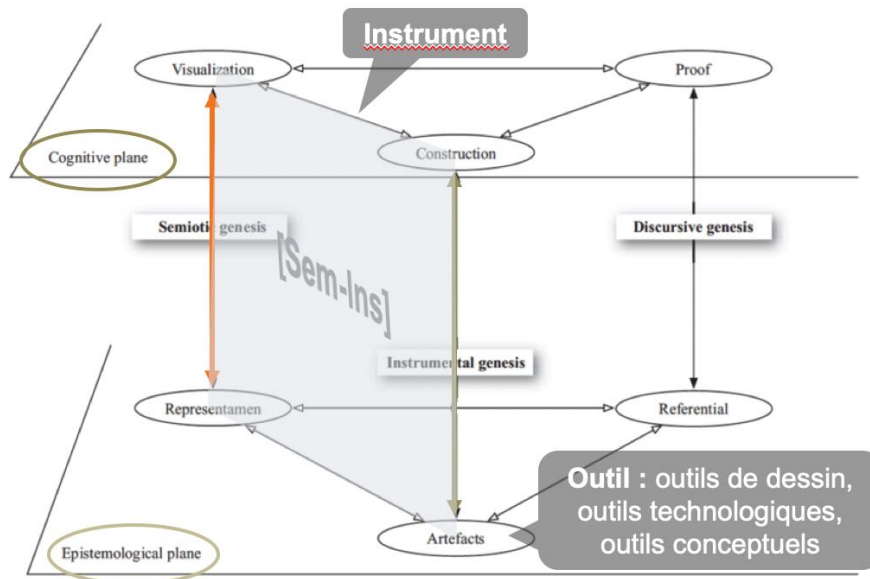 Instrument
Visualization
Proof
Construction
Cognitive plane
Semiotic genesis
Discursive genesis
[Sem-Ins]
Instrumental genesis
Representamen
Referential
Outil : outils de dessin,
outils technologiques,
outils conceptuels
Artefacts
Epistemological plane